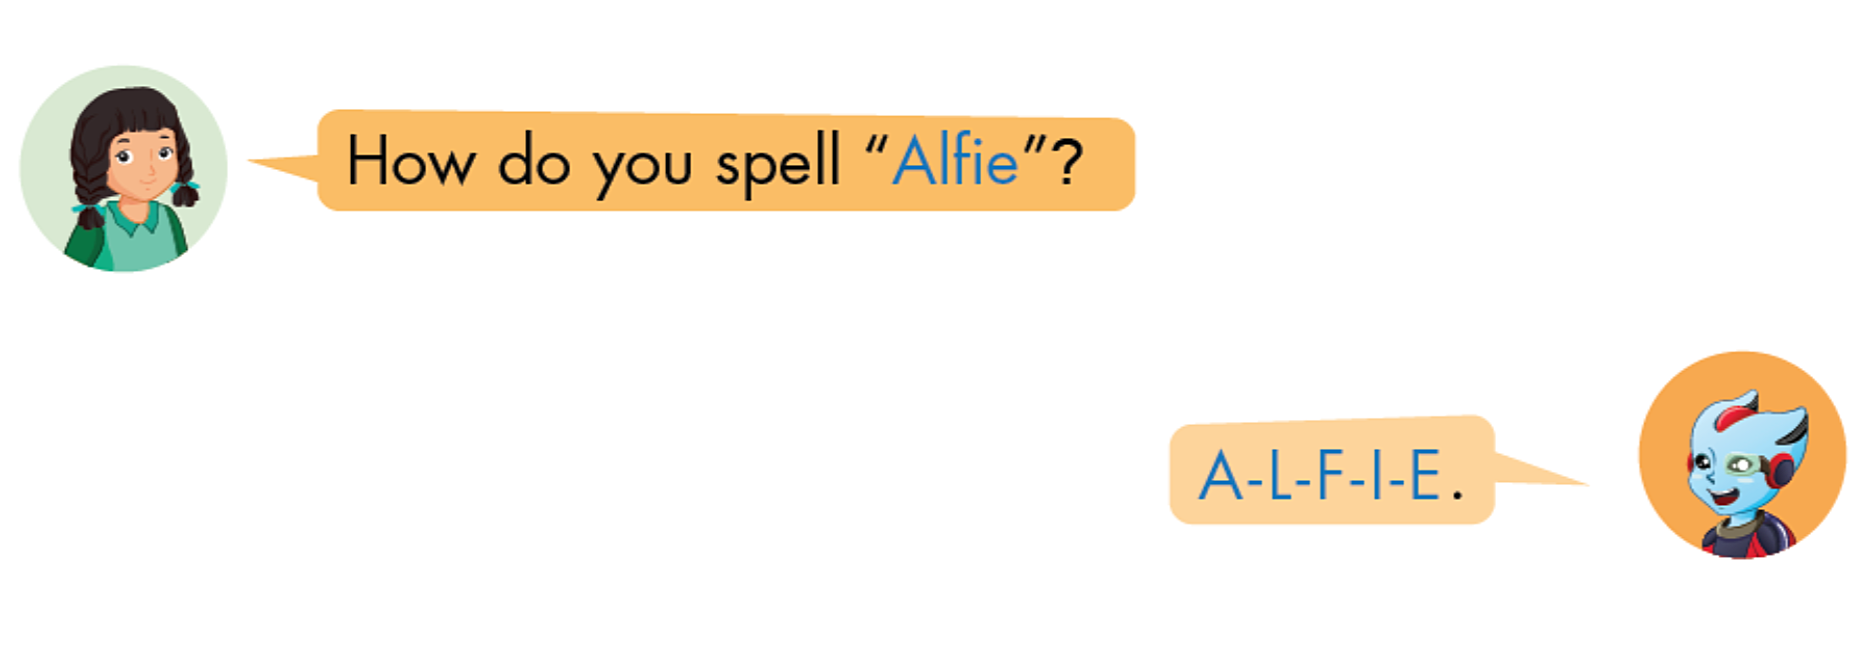 How do you spell “Alfie”?
A-L-F-I-E.